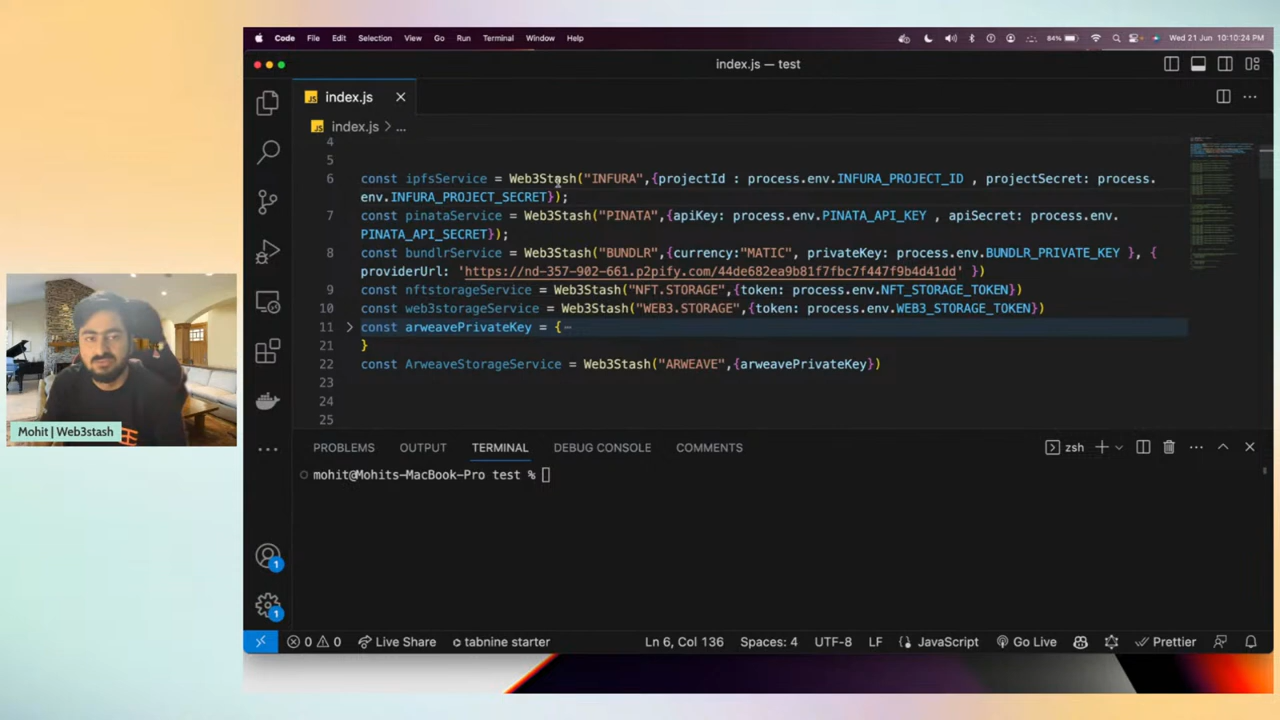 Code File Edit Selection View Go Run Terminal Window Help 84% Wed 21 Jun 10:10:24 PM
index.js — test
JS index.js
JS index.js > ...
4
5
6 const ipfsService = Web3Stash("INFURA",{projectId : process.env.INFURA_PROJECT_ID , projectSecret: process.
env.INFURA_PROJECT_SECRET});
7 const pinataService = Web3Stash("PINATA",{apiKey: process.env.PINATA_API_KEY , apiSecret: process.env.
PINATA_API_SECRET});
8 const bundlrService = Web3Stash("BUNDLR",{currency:"MATIC", privateKey: process.env.BUNDLR_PRIVATE_KEY }, {
providerUrl: 'https://nd-357-902-661.p2pify.com/44de682ea9b81f7fbc7f447f9b4d41dd' })
9 const nftstorageService = Web3Stash("NFT.STORAGE",{token: process.env.NFT_STORAGE_TOKEN})
10 const web3storageService = Web3Stash("WEB3.STORAGE",{token: process.env.WEB3_STORAGE_TOKEN})
11 const arweavePrivateKey = {⋯
21 }
22 const ArweaveStorageService = Web3Stash("ARWEAVE",{arweavePrivateKey})
23
24
25
Mohit | Web3stash
PROBLEMS OUTPUT TERMINAL DEBUG CONSOLE COMMENTS zsh
mohit@Mohits-MacBook-Pro test %
1
1
0 0 Live Share tabnine starter Ln 6, Col 136 Spaces: 4 UTF-8 LF JavaScript Go Live Prettier